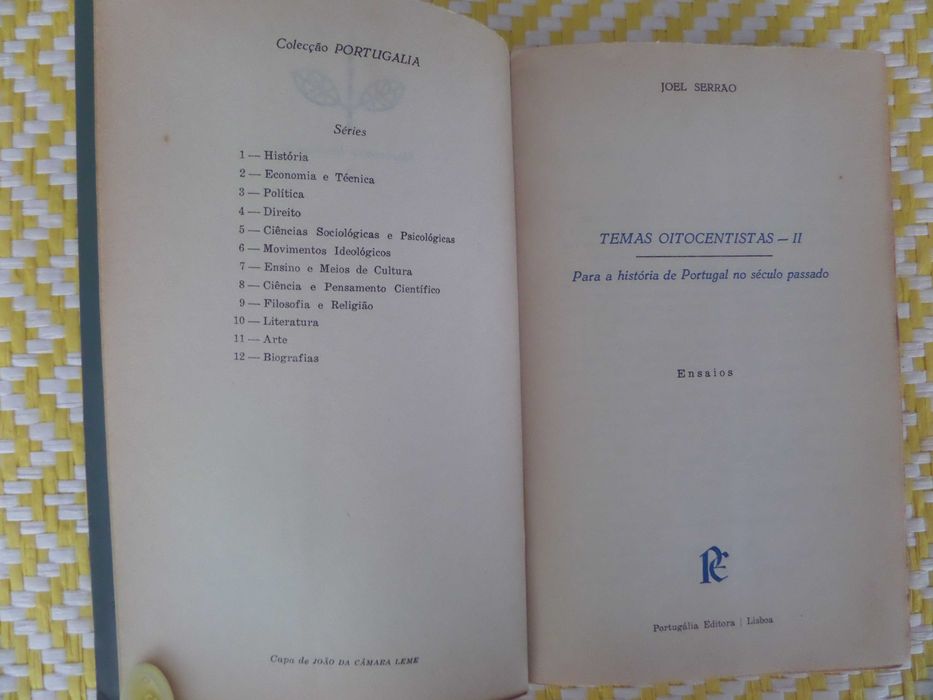 Colecção PORTUGALIA
Séries
1 — História
2 — Economia e Técnica
3 — Política
4 — Direito
5 — Ciências Sociológicas e Psicológicas
6 — Movimentos Ideológicos
7 — Ensino e Meios de Cultura
8 — Ciência e Pensamento Científico
9 — Filosofia e Religião
10 — Literatura
11 — Arte
12 — Biografias
Capa de JOÃO DA CÂMARA LEME
JOEL SERRÃO
TEMAS OITOCENTISTAS — II
Para a história de Portugal no século passado
Ensaios
PE
Portugália Editora | Lisboa